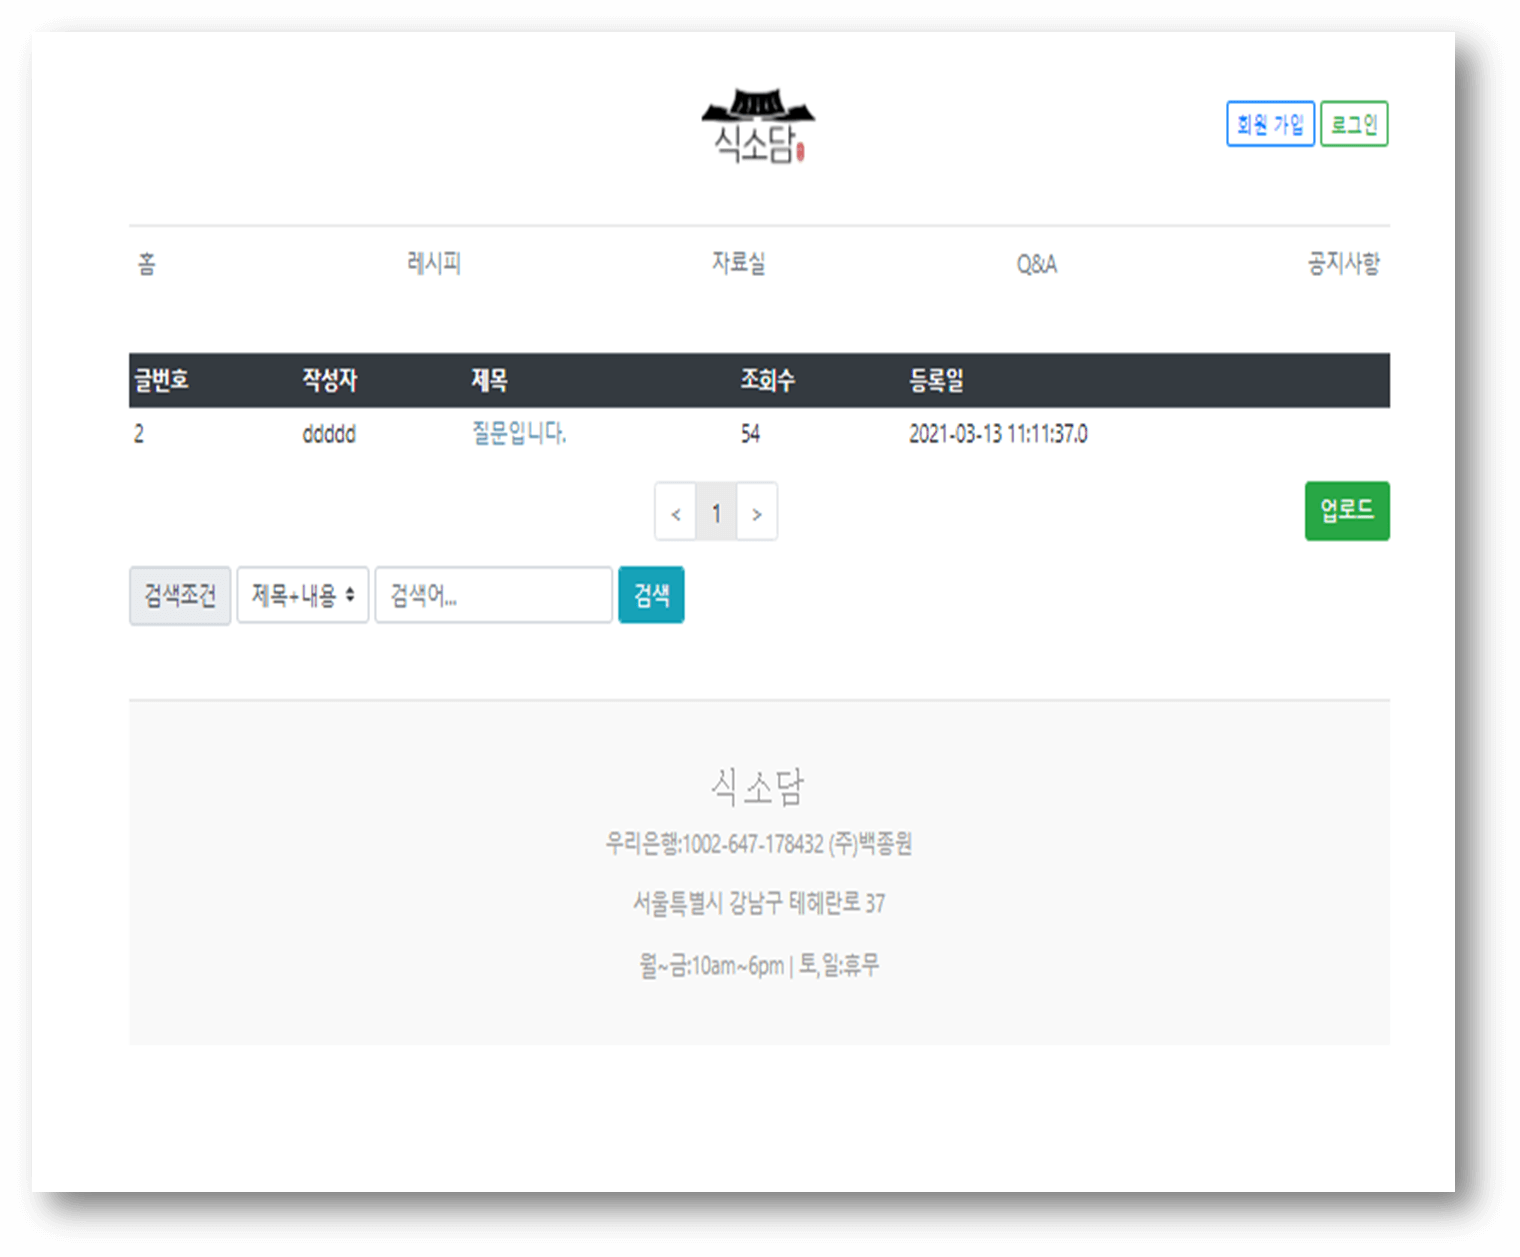 식소담
회원 가입 로그인
홈 레시피 자료실 Q&A 공지사항
글번호 작성자 제목 조회수 등록일
2 ddddd 질문입니다. 54 2021-03-13 11:11:37.0
< 1 > 업로드
검색조건 제목+내용 검색어... 검색
식소담
우리은행:1002-647-178432 (주)백종원
서울특별시 강남구 테헤란로 37
월~금:10am~6pm | 토,일:휴무